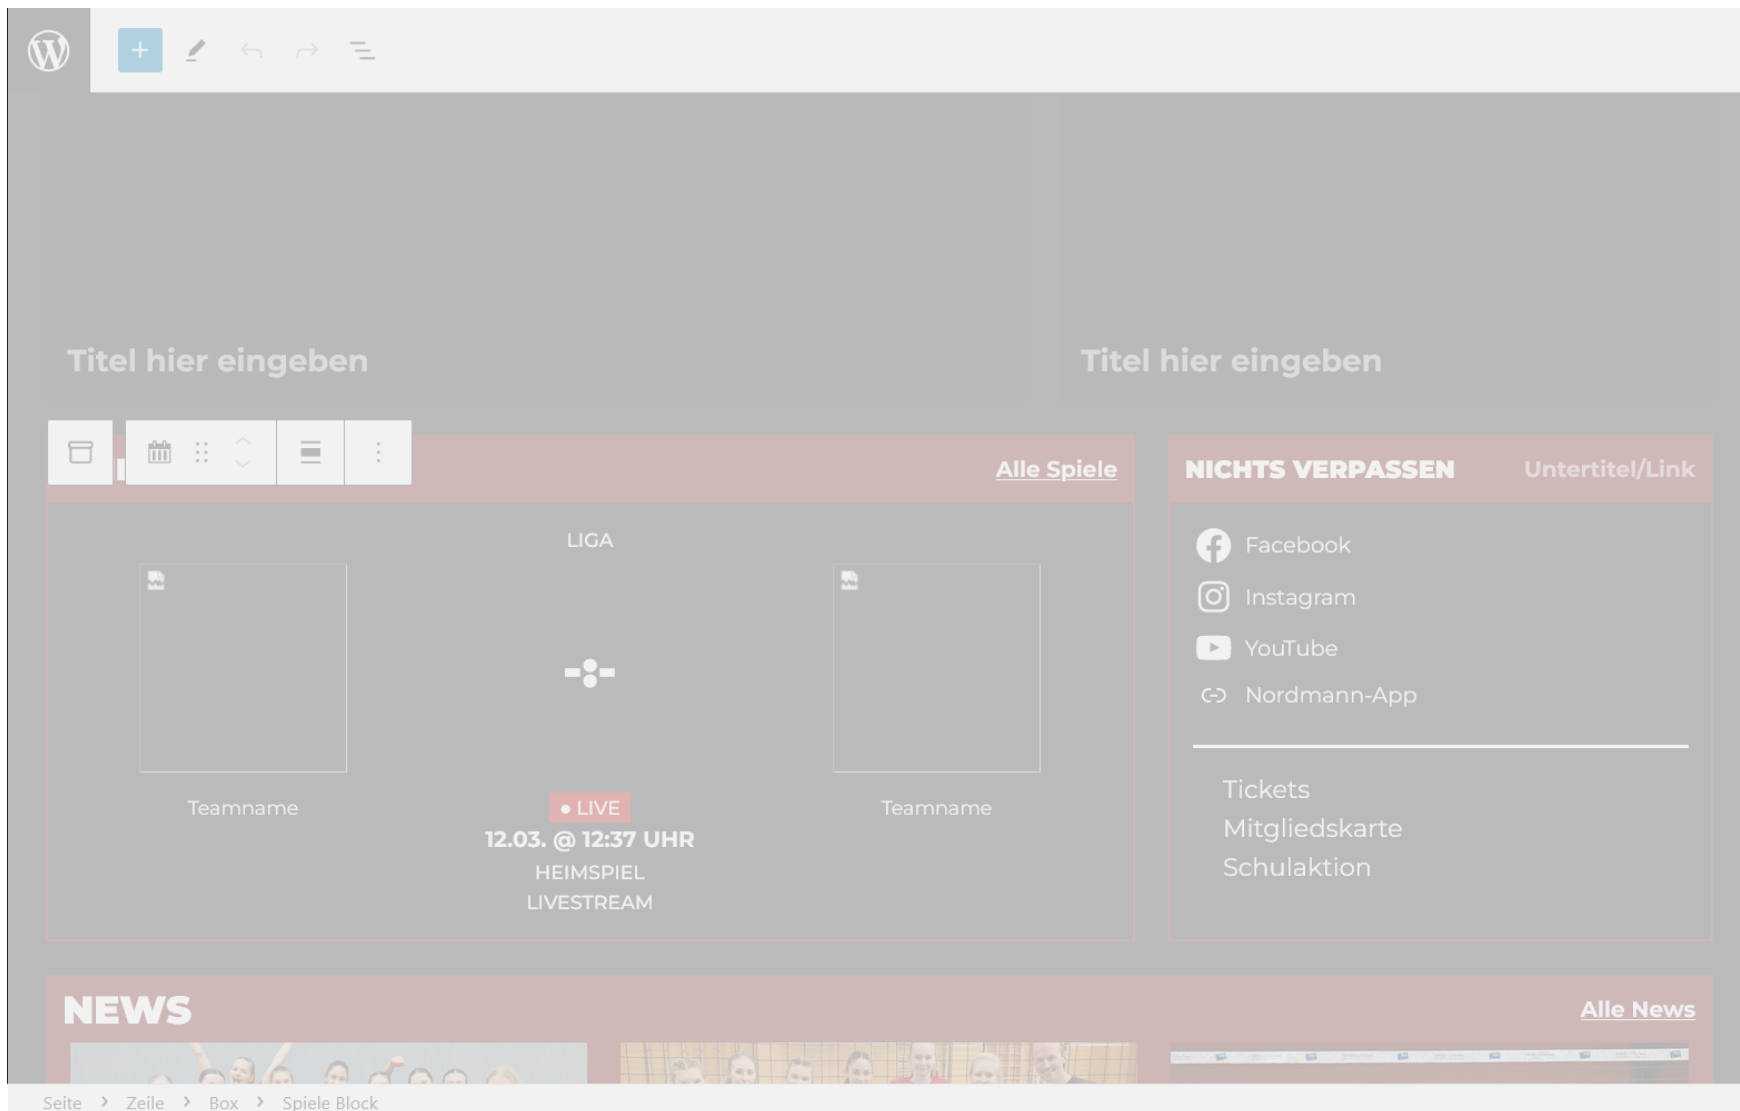 Titel hier eingeben
Titel hier eingeben
Alle Spiele
NICHTS VERPASSEN
Untertitel/Link
LIGA
Facebook
Instagram
YouTube
Nordmann-App
-:-
Teamname
• LIVE
Teamname
12.03. @ 12:37 UHR
HEIMSPIEL
LIVESTREAM
Tickets
Mitgliedskarte
Schulaktion
NEWS
Alle News
Seite > Zeile > Box > Spiele Block